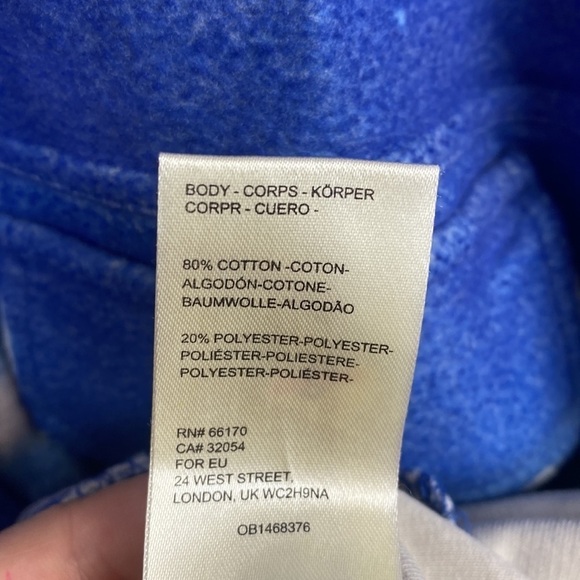 BODY - CORPS - KÖRPER
CORPR - CUERO -
80% COTTON -COTON-
ALGODÓN-COTONE-
BAUMWOLLE-ALGODÃO
20% POLYESTER-POLYESTER-
POLIÉSTER-POLIESTERE-
POLYESTER-POLIÉSTER-
RN# 66170
CA# 32054
FOR EU
24 WEST STREET,
LONDON, UK WC2H9NA
OB1468376